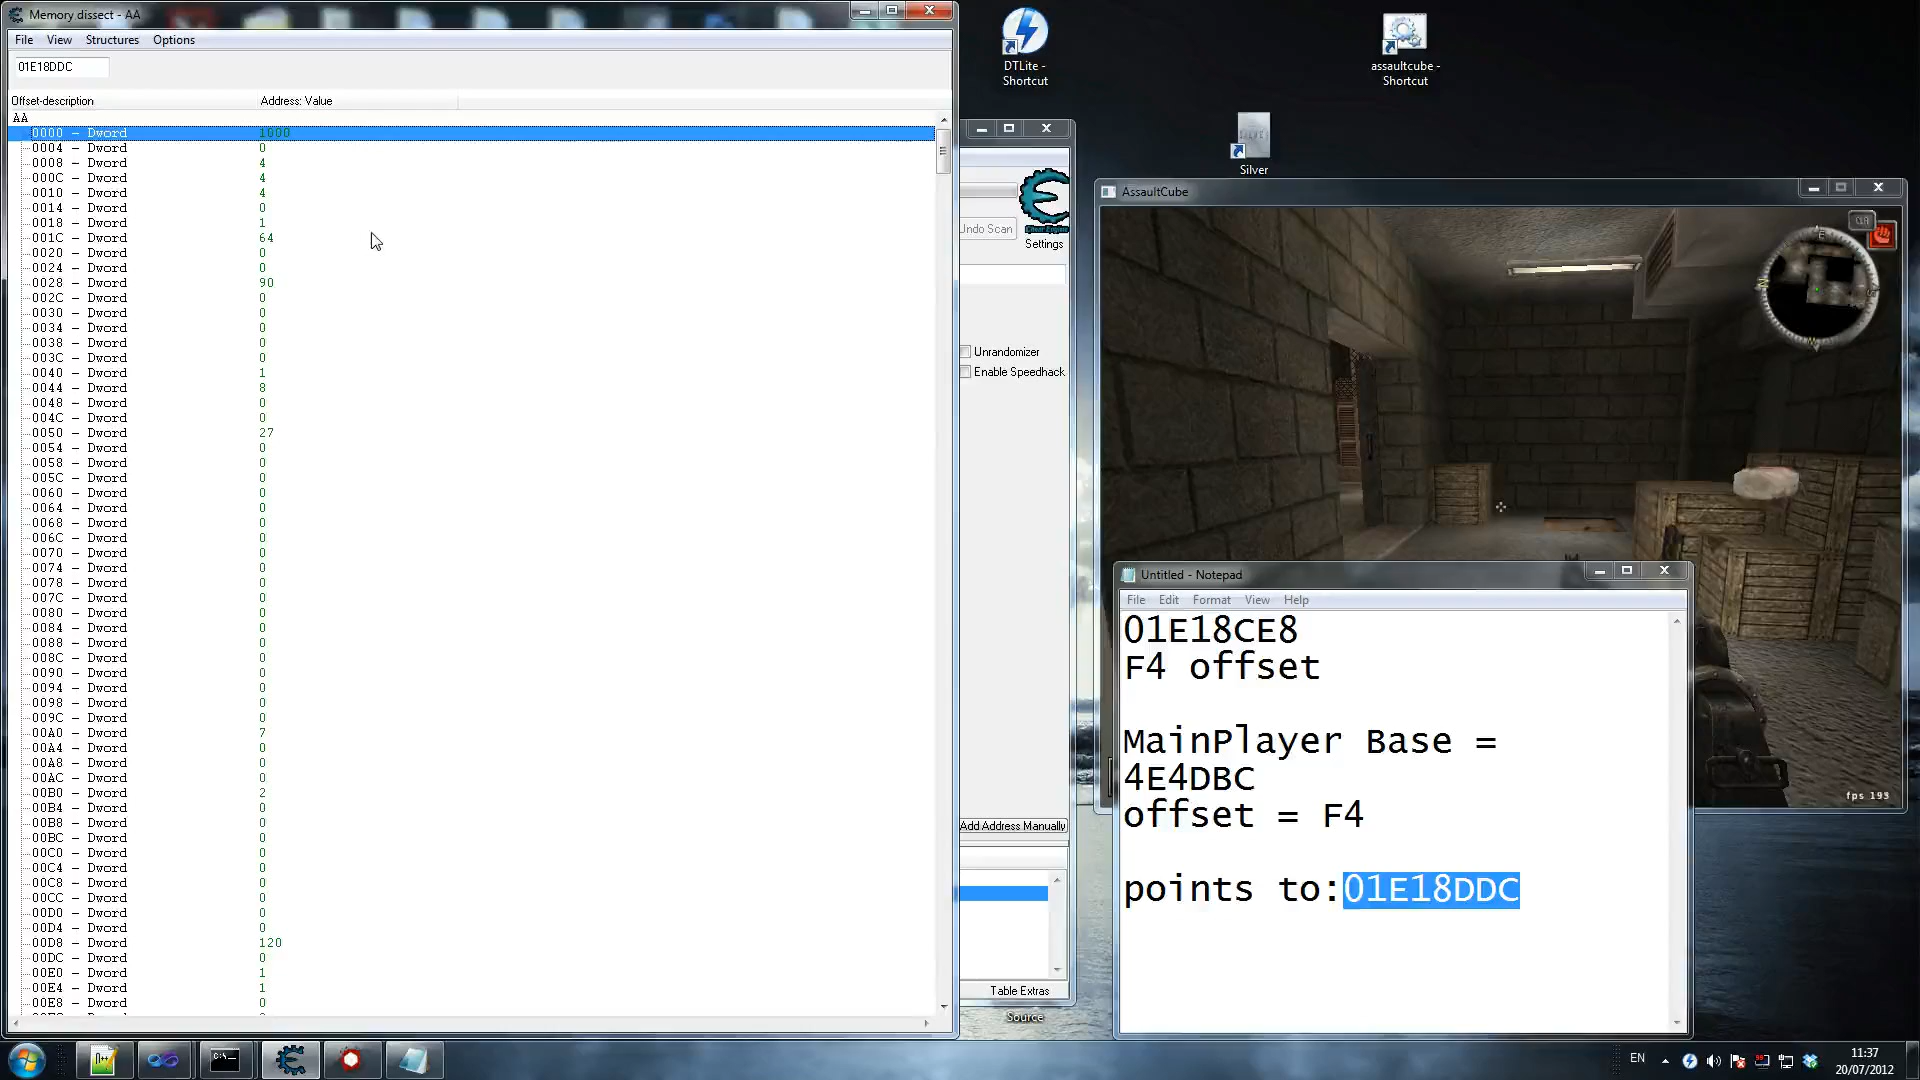 Memory dissect - AA
File View Structures Options
01E18DDC
Offset-description Address: Value
AA
0000 - Dword 1000
0004 - Dword 0
0008 - Dword 4
000C - Dword 4
0010 - Dword 4
0014 - Dword 0
0018 - Dword 1
001C - Dword 64
0020 - Dword 0
0024 - Dword 0
0028 - Dword 90
002C - Dword 0
0030 - Dword 0
0034 - Dword 0
0038 - Dword 0
003C - Dword 0
0040 - Dword 1
0044 - Dword 8
0048 - Dword 0
004C - Dword 0
0050 - Dword 27
0054 - Dword 0
0058 - Dword 0
005C - Dword 0
0060 - Dword 0
0064 - Dword 0
0068 - Dword 0
006C - Dword 0
0070 - Dword 0
0074 - Dword 0
0078 - Dword 0
007C - Dword 0
0080 - Dword 0
0084 - Dword 0
0088 - Dword 0
008C - Dword 0
0090 - Dword 0
0094 - Dword 0
0098 - Dword 0
009C - Dword 0
00A0 - Dword 7
00A4 - Dword 0
00A8 - Dword 0
00AC - Dword 0
00B0 - Dword 2
00B4 - Dword 0
00B8 - Dword 0
00BC - Dword 0
00C0 - Dword 0
00C4 - Dword 0
00C8 - Dword 0
00CC - Dword 0
00D0 - Dword 0
00D4 - Dword 0
00D8 - Dword 120
00DC - Dword 0
00E0 - Dword 1
00E4 - Dword 1
00E8 - Dword 0
DTLite -
Shortcut
assaultcube -
Shortcut
Silver
Undo Scan
Settings
Unrandomizer
Enable Speedhack
Add Address Manually
Table Extras
Source
AssaultCube
fps 193
Untitled - Notepad
File Edit Format View Help
01E18CE8
F4 offset
MainPlayer Base =
4E4DBC
offset = F4
points to:01E18DDC
EN
11:37
20/07/2012